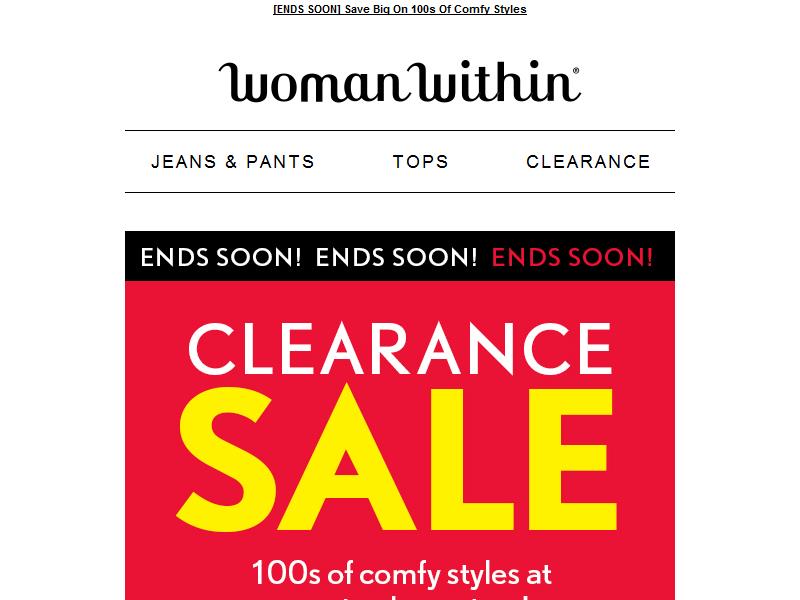 [ENDS SOON] Save Big On 100s Of Comfy Styles
Woman Within®
JEANS & PANTS TOPS CLEARANCE
ENDS SOON! ENDS SOON! ENDS SOON!
CLEARANCE
SALE
100s of comfy styles at